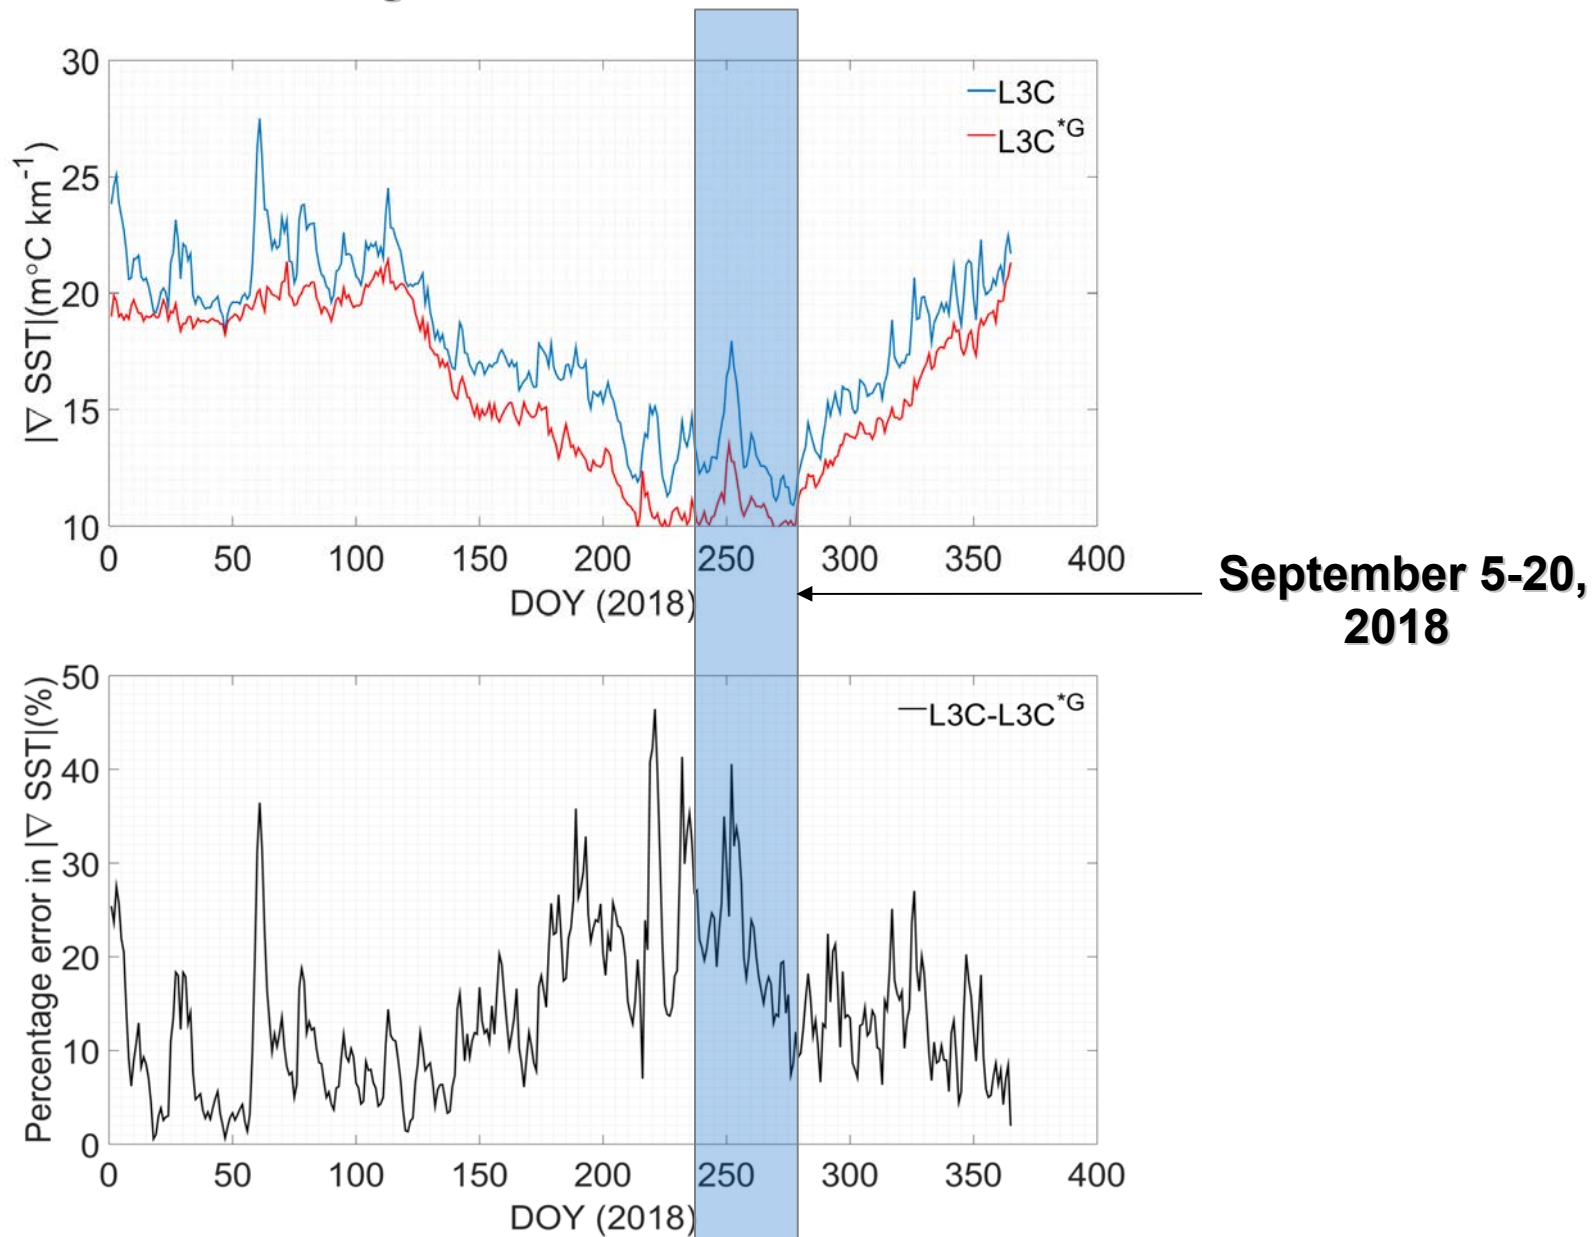 30
25
20
15
10
|∇ SST|(m°C km⁻¹)
L3C
L3C*G
0 50 100 150 200 250 300 350 400
DOY (2018)
September 5-20,
2018
50
40
30
20
10
0
Percentage error in |∇ SST|(%)
L3C-L3C*G
0 50 100 150 200 250 300 350 400
DOY (2018)